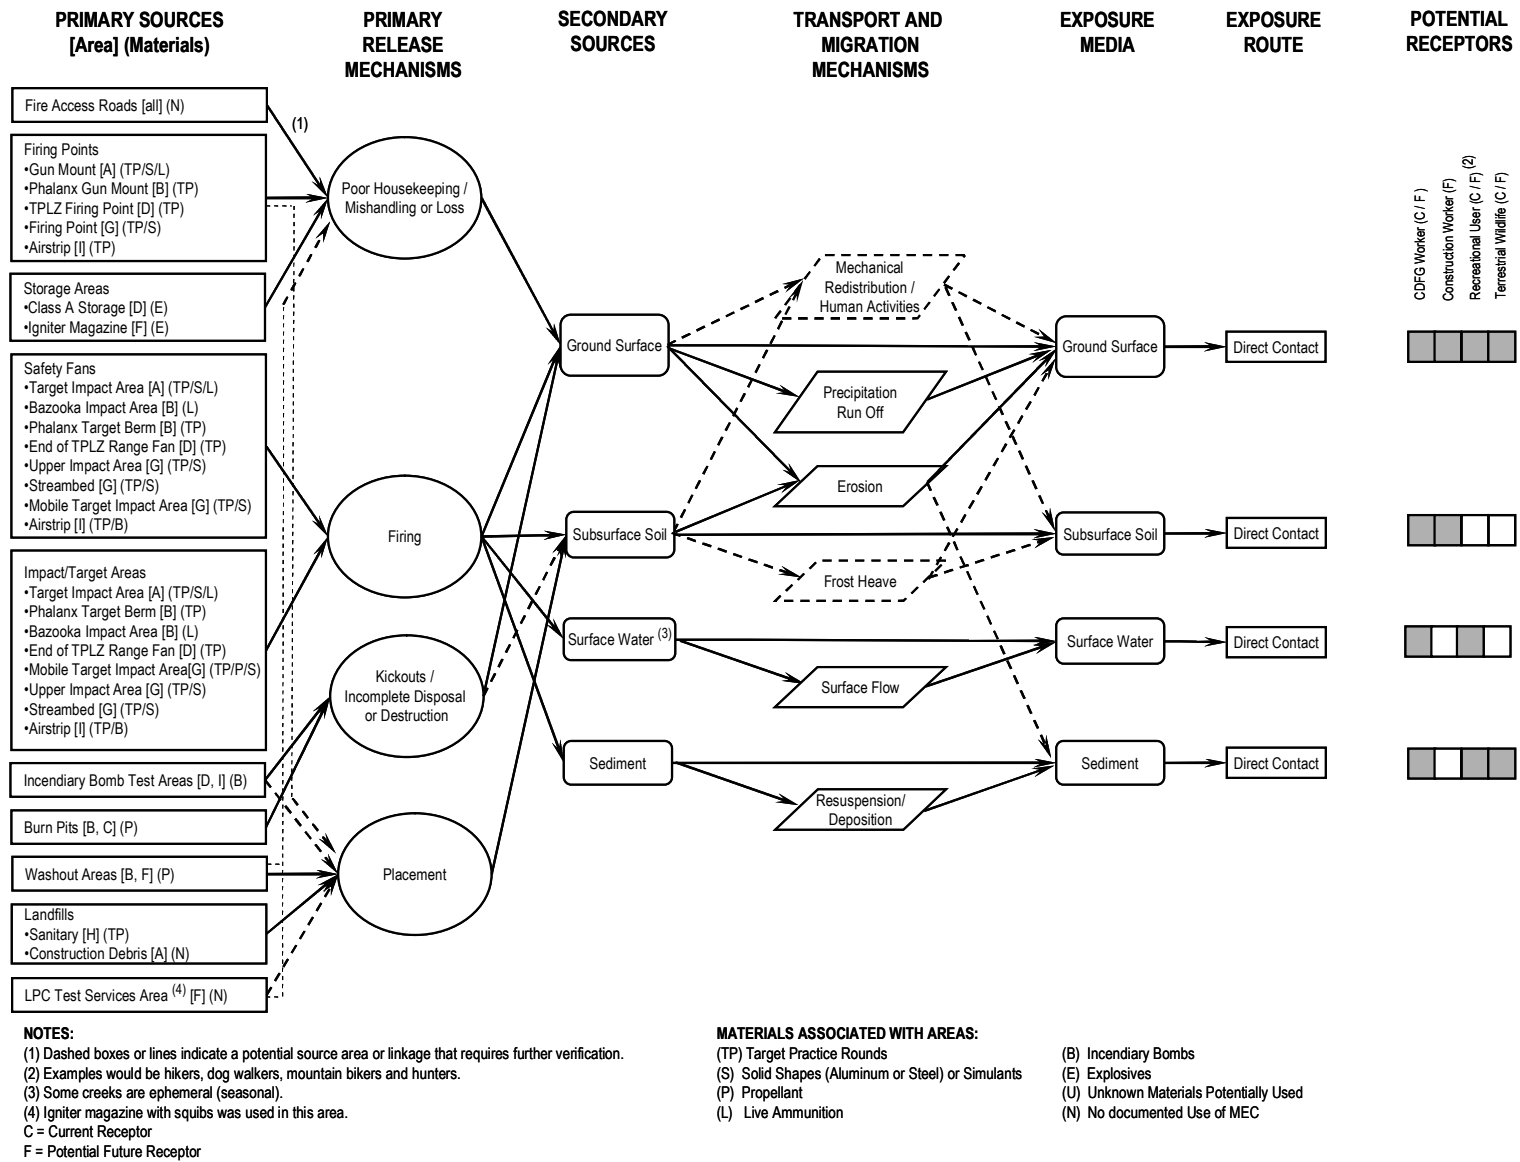 PRIMARY SOURCES
[Area] (Materials)
PRIMARY
RELEASE
MECHANISMS
SECONDARY
SOURCES
TRANSPORT AND
MIGRATION
MECHANISMS
EXPOSURE
MEDIA
EXPOSURE
ROUTE
POTENTIAL
RECEPTORS
Fire Access Roads [all] (N)
(1)
Firing Points
•Gun Mount [A] (TP/S/L)
•Phalanx Gun Mount [B] (TP)
•TPLZ Firing Point [D] (TP)
•Firing Point [G] (TP/S)
•Airstrip [I] (TP)
Storage Areas
•Class A Storage [D] (E)
•Igniter Magazine [F] (E)
Safety Fans
•Target Impact Area [A] (TP/S/L)
•Bazooka Impact Area [B] (L)
•Phalanx Target Berm [B] (TP)
•End of TPLZ Range Fan [D] (TP)
•Upper Impact Area [G] (TP/S)
•Streambed [G] (TP/S)
•Mobile Target Impact Area [G] (TP/S)
•Airstrip [I] (TP/B)
Impact/Target Areas
•Target Impact Area [A] (TP/S/L)
•Phalanx Target Berm [B] (TP)
•Bazooka Impact Area [B] (L)
•End of TPLZ Range Fan [D] (TP)
•Mobile Target Impact Area[G] (TP/P/S)
•Upper Impact Area [G] (TP/S)
•Streambed [G] (TP/S)
•Airstrip [I] (TP/B)
Incendiary Bomb Test Areas [D, I] (B)
Burn Pits [B, C] (P)
Washout Areas [B, F] (P)
Landfills
•Sanitary [H] (TP)
•Construction Debris [A] (N)
LPC Test Services Area (4) [F] (N)
Poor Housekeeping /
Mishandling or Loss
Firing
Kickouts /
Incomplete Disposal
or Destruction
Placement
Ground Surface
Subsurface Soil
Surface Water (3)
Sediment
Mechanical
Redistribution /
Human Activities
Precipitation
Run Off
Erosion
Frost Heave
Surface Flow
Resuspension/
Deposition
Ground Surface
Subsurface Soil
Surface Water
Sediment
Direct Contact
Direct Contact
Direct Contact
Direct Contact
CDFG Worker (C / F )
Construction Worker (F)
Recreational User (C / F) (2)
Terrestrial Wildlife (C / F)
NOTES:
(1) Dashed boxes or lines indicate a potential source area or linkage that requires further verification.
(2) Examples would be hikers, dog walkers, mountain bikers and hunters.
(3) Some creeks are ephemeral (seasonal).
(4) Igniter magazine with squibs was used in this area.
C = Current Receptor
F = Potential Future Receptor
MATERIALS ASSOCIATED WITH AREAS:
(TP) Target Practice Rounds
(S) Solid Shapes (Aluminum or Steel) or Simulants
(P) Propellant
(L) Live Ammunition
(B) Incendiary Bombs
(E) Explosives
(U) Unknown Materials Potentially Used
(N) No documented Use of MEC